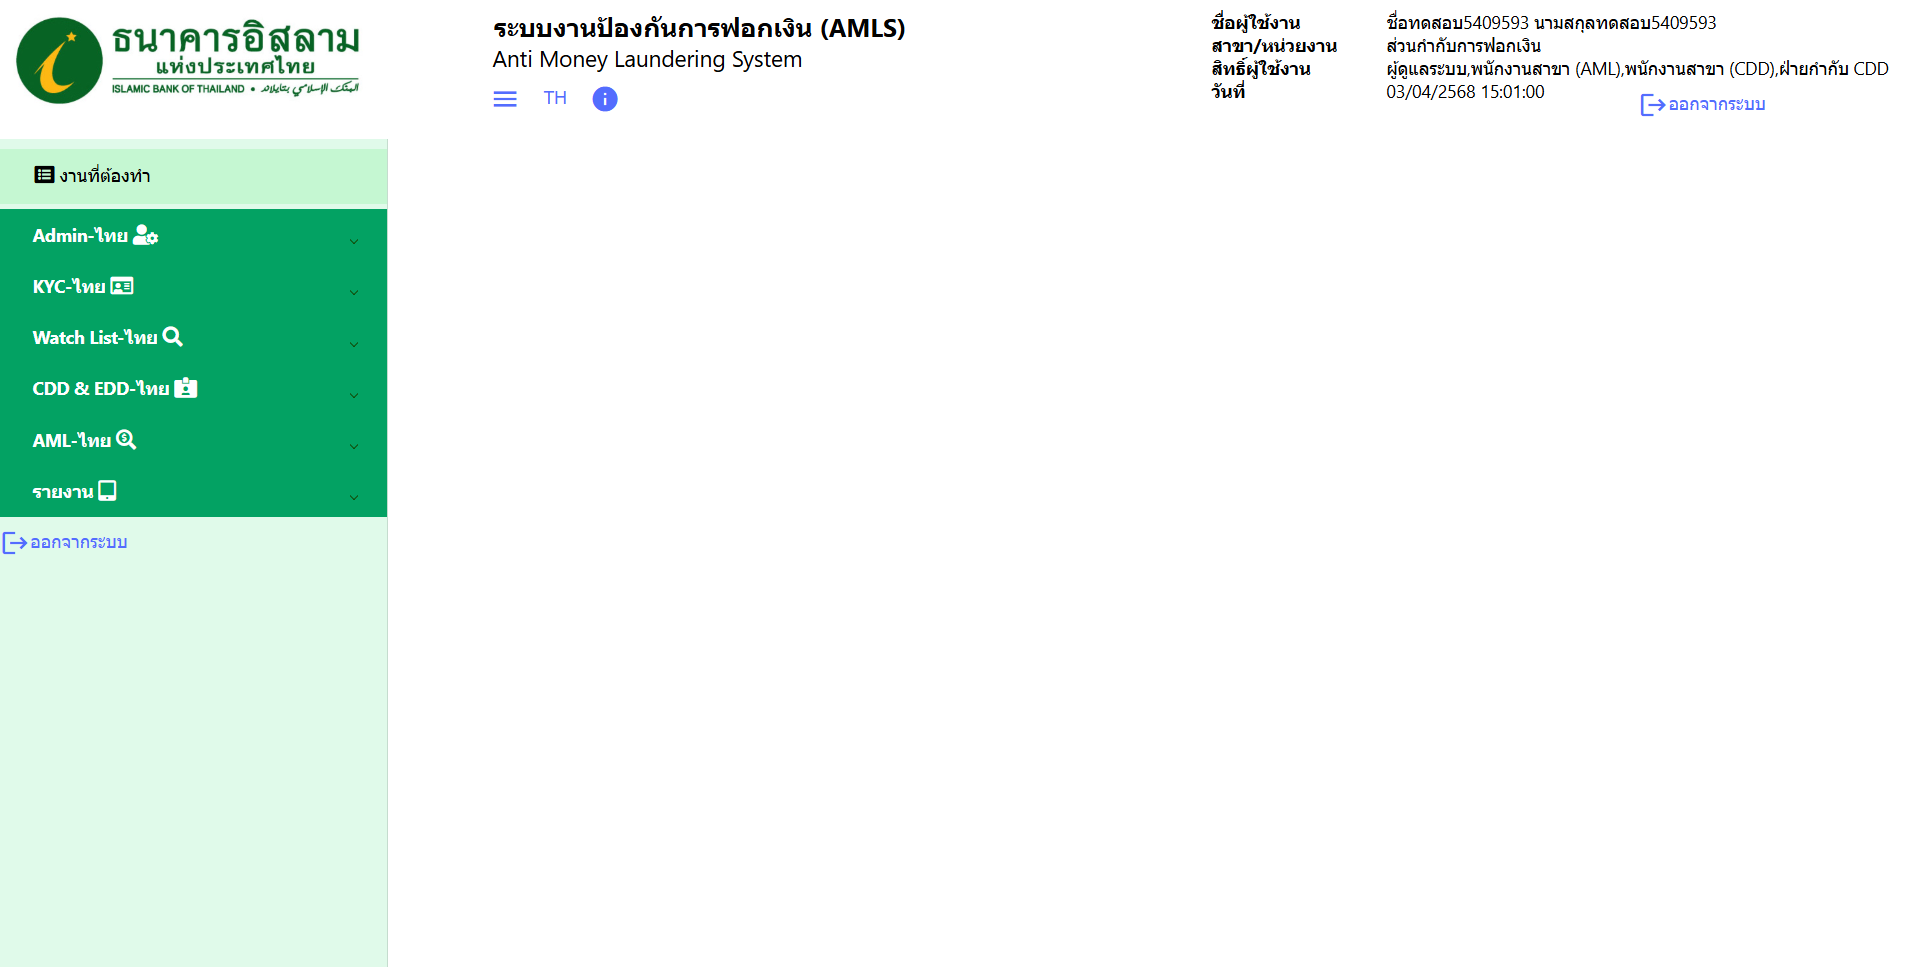 ธนาคารอิสลาม
แห่งประเทศไทย
ISLAMIC BANK OF THAILAND •
ระบบงานป้องกันการฟอกเงิน (AMLS)
Anti Money Laundering System
TH
ชื่อผู้ใช้งาน ชื่อทดสอบ5409593 นามสกุลทดสอบ5409593
สาขา/หน่วยงาน ส่วนกำกับการฟอกเงิน
สิทธิ์ผู้ใช้งาน ผู้ดูแลระบบ,พนักงานสาขา (AML),พนักงานสาขา (CDD),ฝ่ายกำกับ CDD
วันที่ 03/04/2568 15:01:00
ออกจากระบบ
งานที่ต้องทำ
Admin-ไทย
KYC-ไทย
Watch List-ไทย
CDD & EDD-ไทย
AML-ไทย
รายงาน
ออกจากระบบ